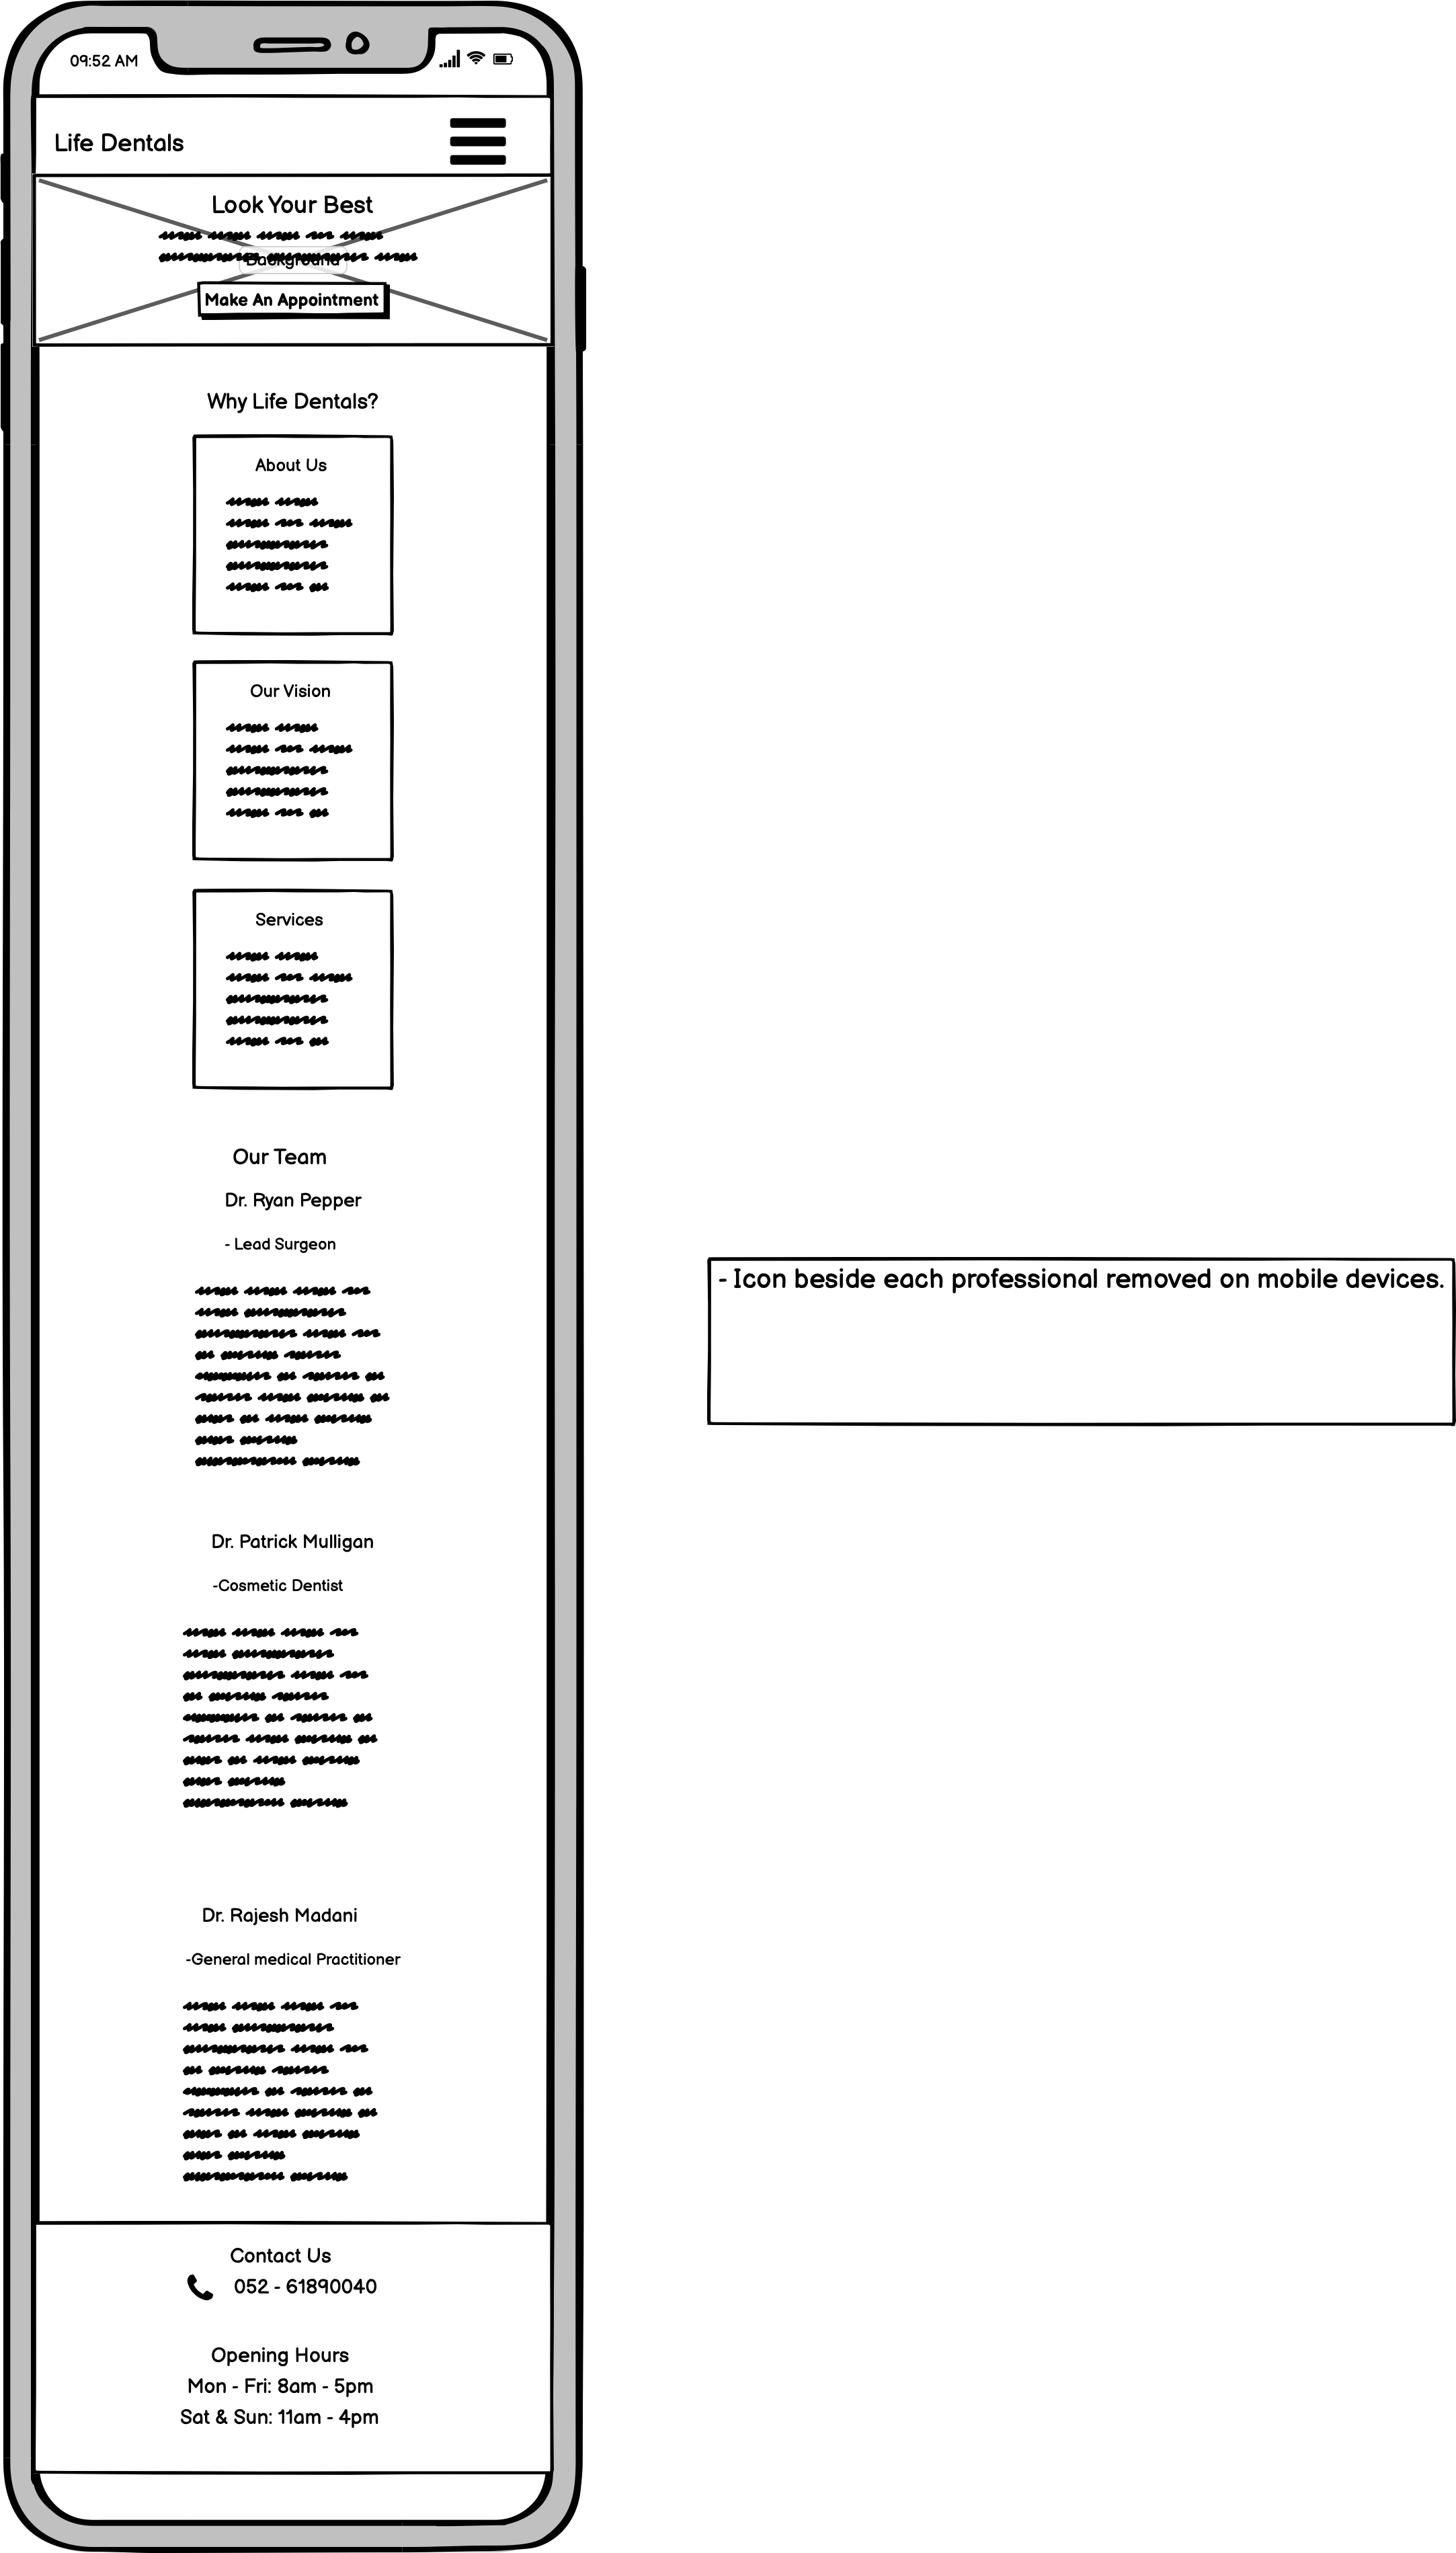 09:52 AM
Life Dentals
Look Your Best
Background
Make An Appointment
Why Life Dentals?
About Us
Our Vision
Services
Our Team
Dr. Ryan Pepper
- Lead Surgeon
- Icon beside each professional removed on mobile devices.
Dr. Patrick Mulligan
-Cosmetic Dentist
Dr. Rajesh Madani
-General medical Practitioner
Contact Us
052 - 61890040
Opening Hours
Mon - Fri: 8am - 5pm
Sat & Sun: 11am - 4pm